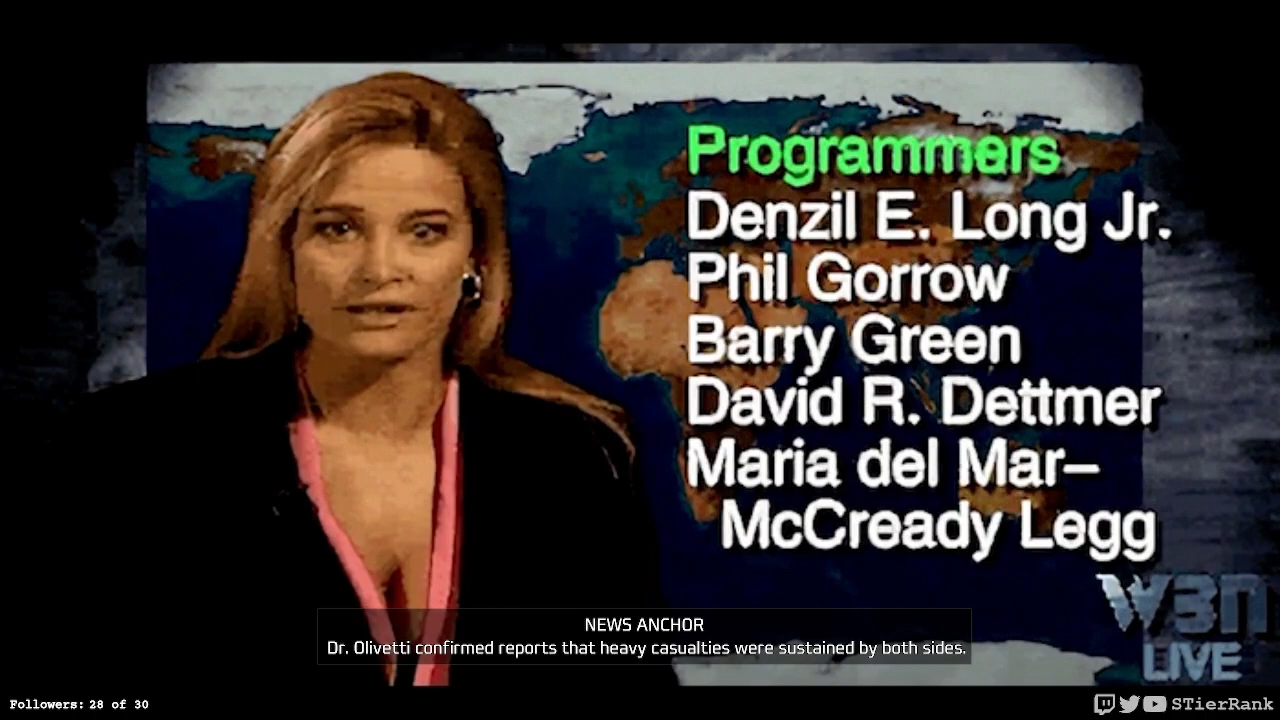 Programmers
Denzil E. Long Jr.
Phil Gorrow
Barry Green
David R. Dettmer
Maria del Mar–
McCready Legg
W3N
LIVE
NEWS ANCHOR
Dr. Olivetti confirmed reports that heavy casualties were sustained by both sides.
Followers: 28 of 30
STierRank